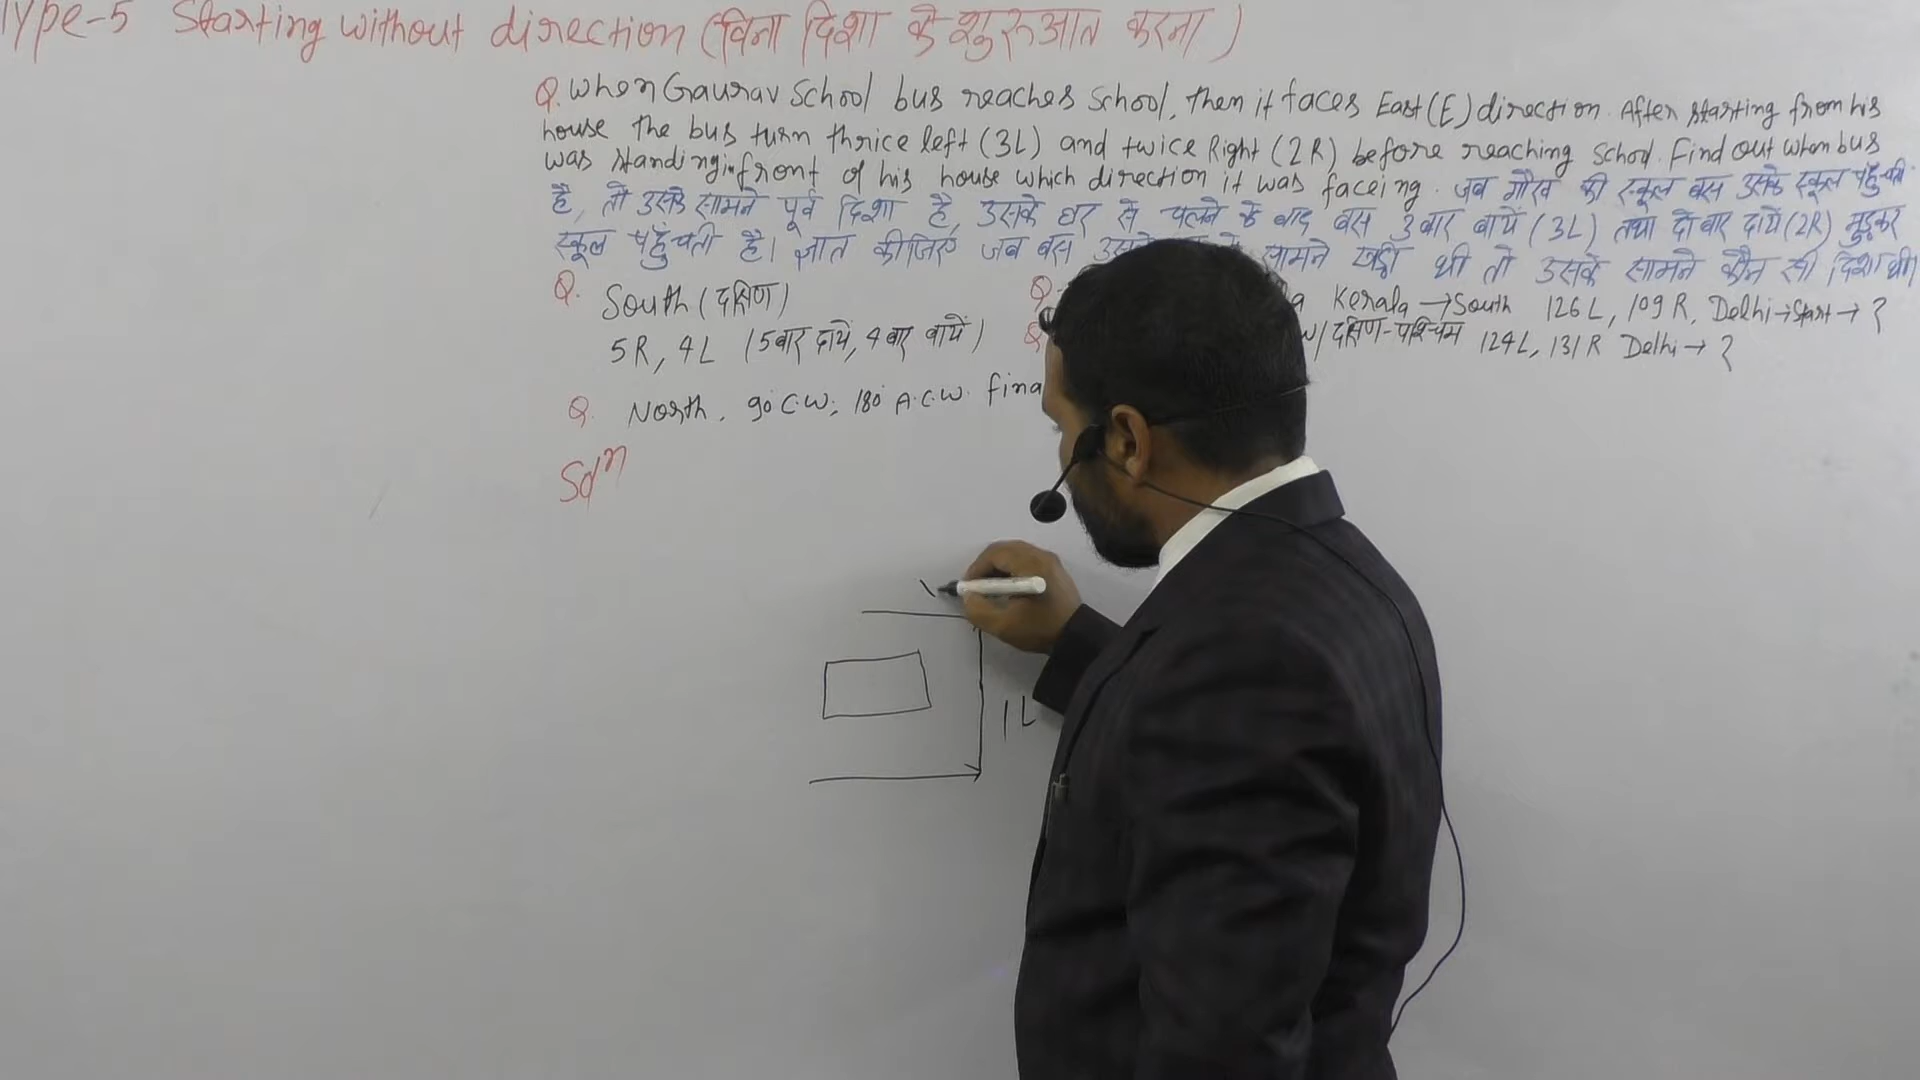 Type-5 Starting without direction (बिना दिशा के शुरुआत करना)
Q. When Gaurav School bus reaches School, then it faces East (E) direction. After starting from his
house the bus turn thrice left (3L) and twice Right (2R) before reaching School. Find out when bus
was standing in front of his house which direction it was faceing. जब गौरव की स्कूल बस उसके स्कूल पहुँचती
है, तो उसके सामने पूर्व दिशा है, उसके घर से चलने के बाद बस 3 बार बायें (3L) तथा दो बार दायें (2R) मुड़कर
स्कूल पहुंचती है। ज्ञात कीजिए जब बस सामने खड़ी थी तो उसके सामने कौन सी दिशा थी।
Q. South (दक्षिण)
5R, 4L (5 बार दायें, 4 बार बायें)
Q. Kerala → South 126 L, 109 R, Delhi → Start → ?
Q W/दक्षिण-पश्चिम 124L, 131R Delhi → ?
Q. North, 90° C.W; 180° A.C.W. fina
Solⁿ
1L